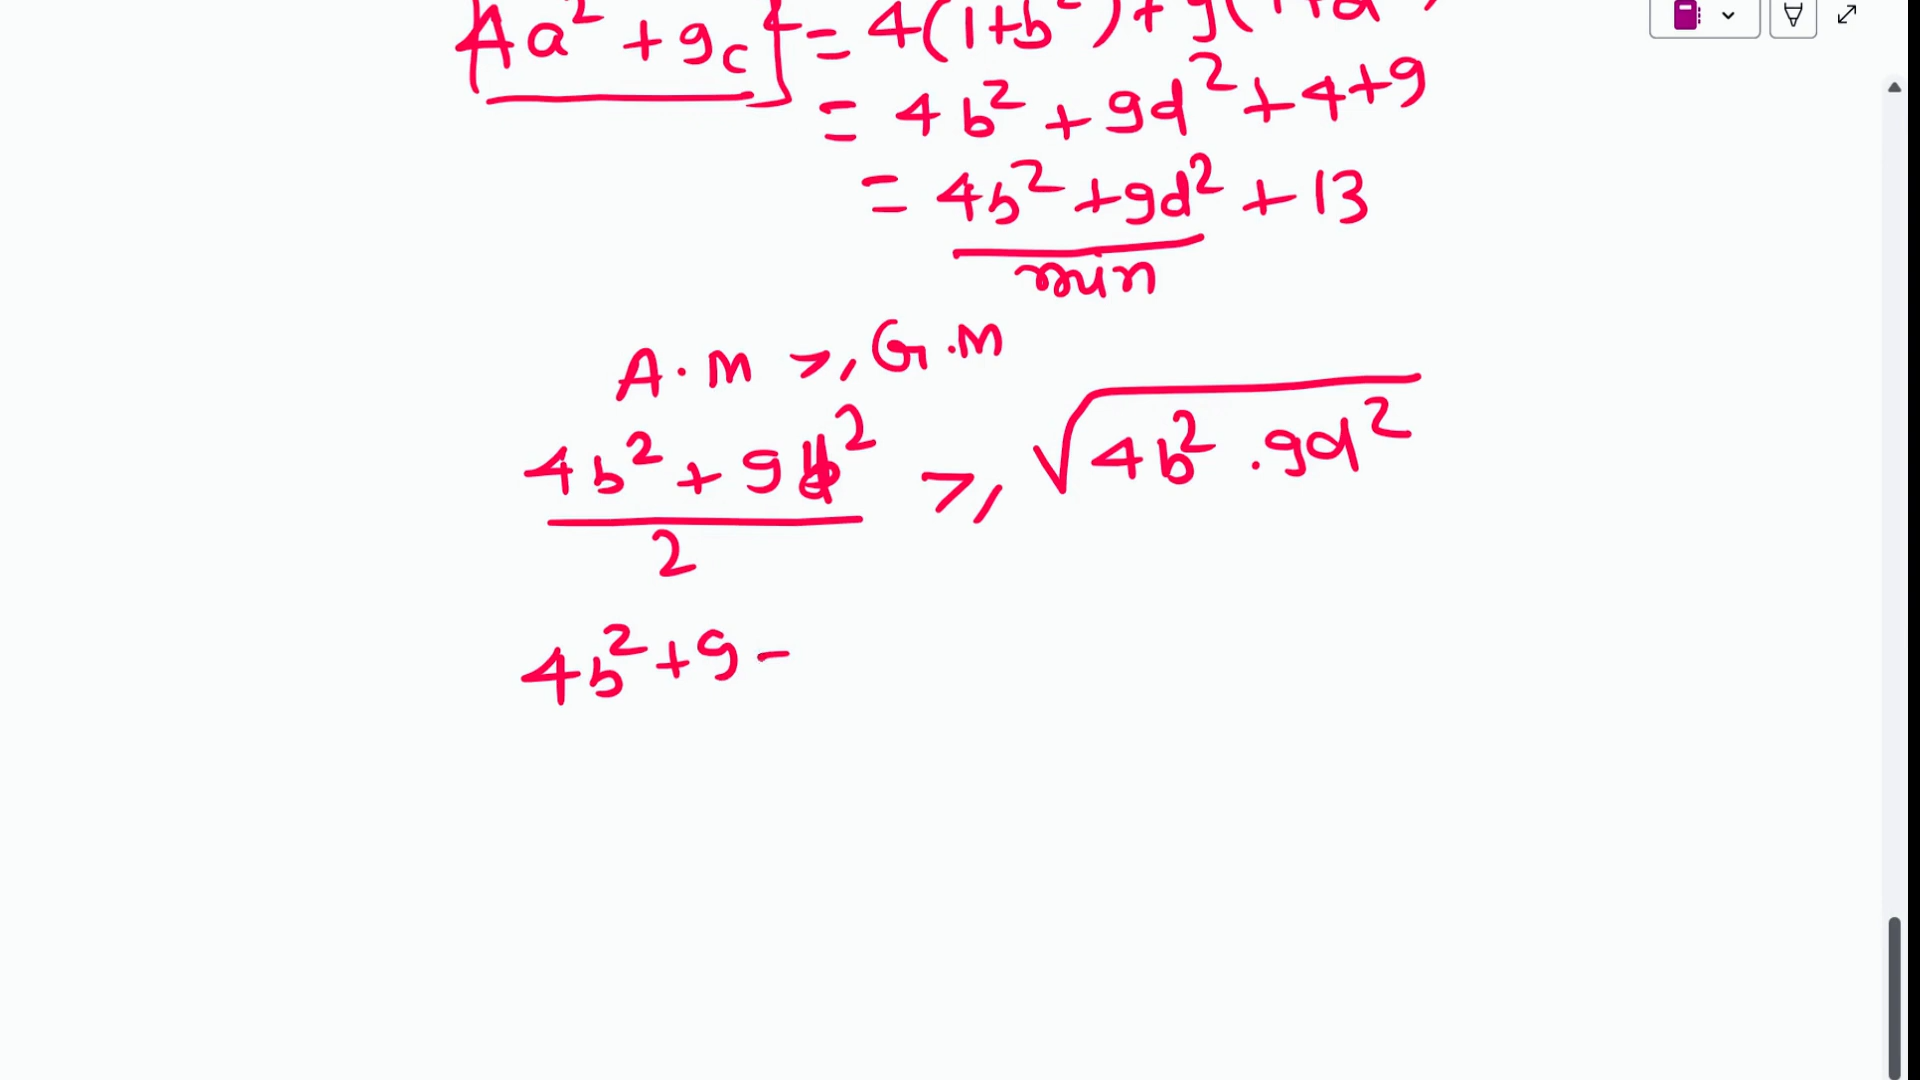 [4a² + 9c] = 4(1+b²) + 9(1+d
= 4b² + 9d² + 4+9
= 4b² + 9d² + 13
min
A.M ≥ G.M
4b² + 9d² / 2 ≥ √4b² . 9d²
4b² + 9 -